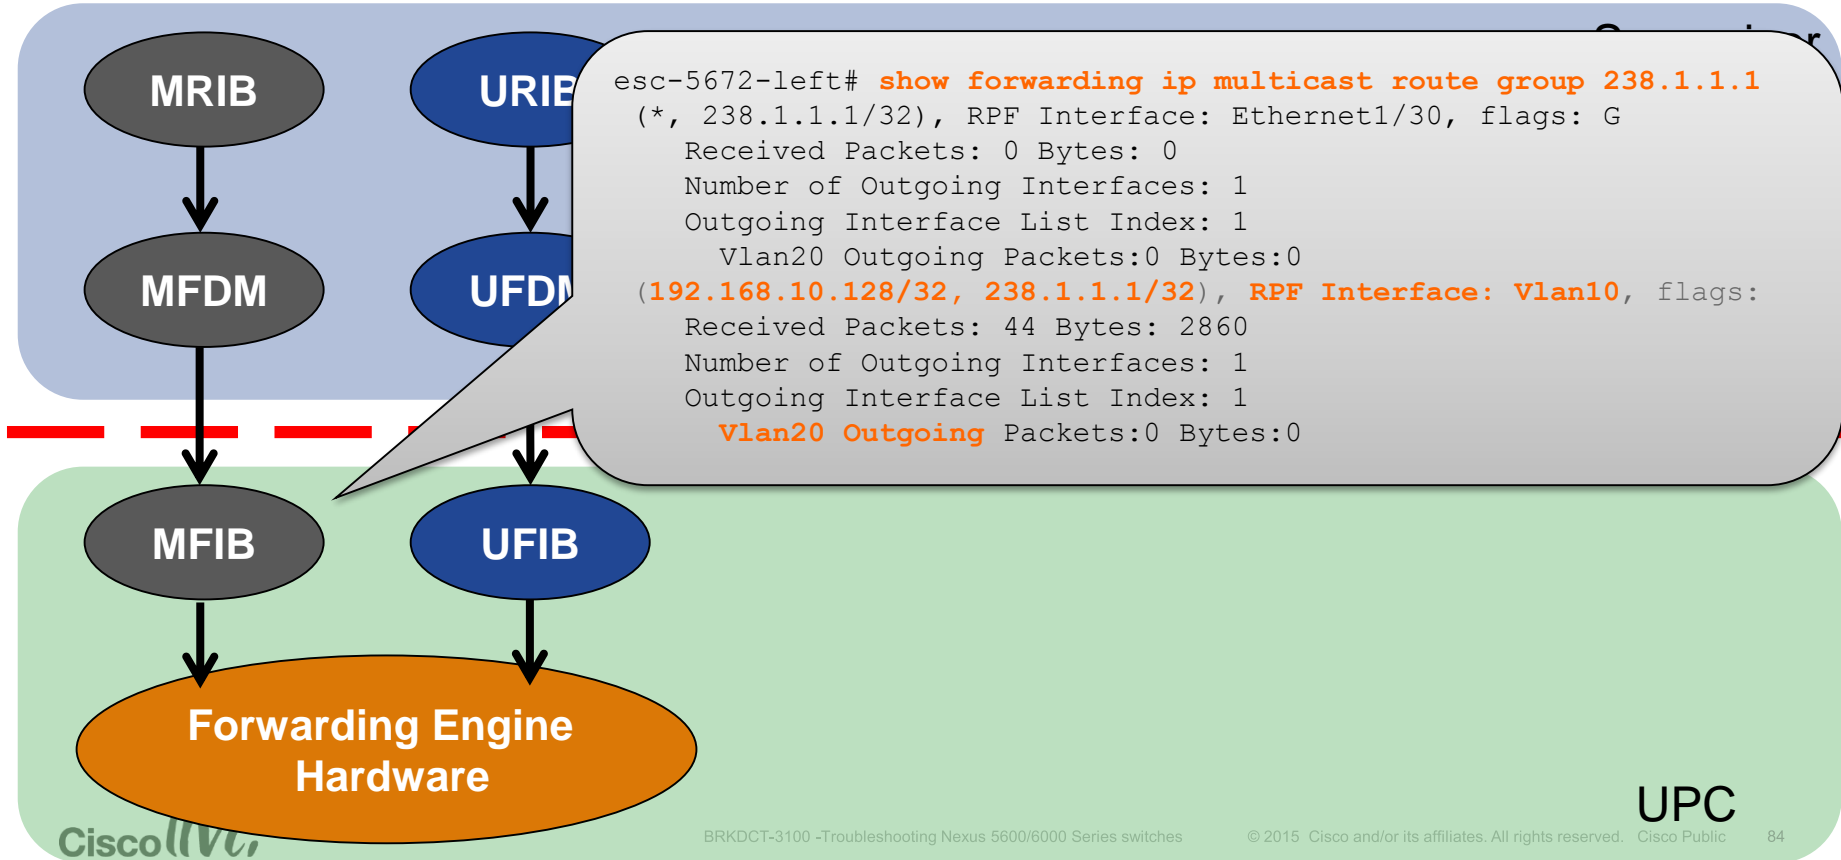 MRIB
URIB
MFDM
UFDM
esc-5672-left# show forwarding ip multicast route group 238.1.1.1
(*, 238.1.1.1/32), RPF Interface: Ethernet1/30, flags: G
Received Packets: 0 Bytes: 0
Number of Outgoing Interfaces: 1
Outgoing Interface List Index: 1
Vlan20 Outgoing Packets:0 Bytes:0
(192.168.10.128/32, 238.1.1.1/32), RPF Interface: Vlan10, flags:
Received Packets: 44 Bytes: 2860
Number of Outgoing Interfaces: 1
Outgoing Interface List Index: 1
Vlan20 Outgoing Packets:0 Bytes:0
MFIB
UFIB
Forwarding Engine
Hardware
UPC
Cisco live
BRKDCT-3100 -Troubleshooting Nexus 5600/6000 Series switches
© 2015 Cisco and/or its affiliates. All rights reserved. Cisco Public
84